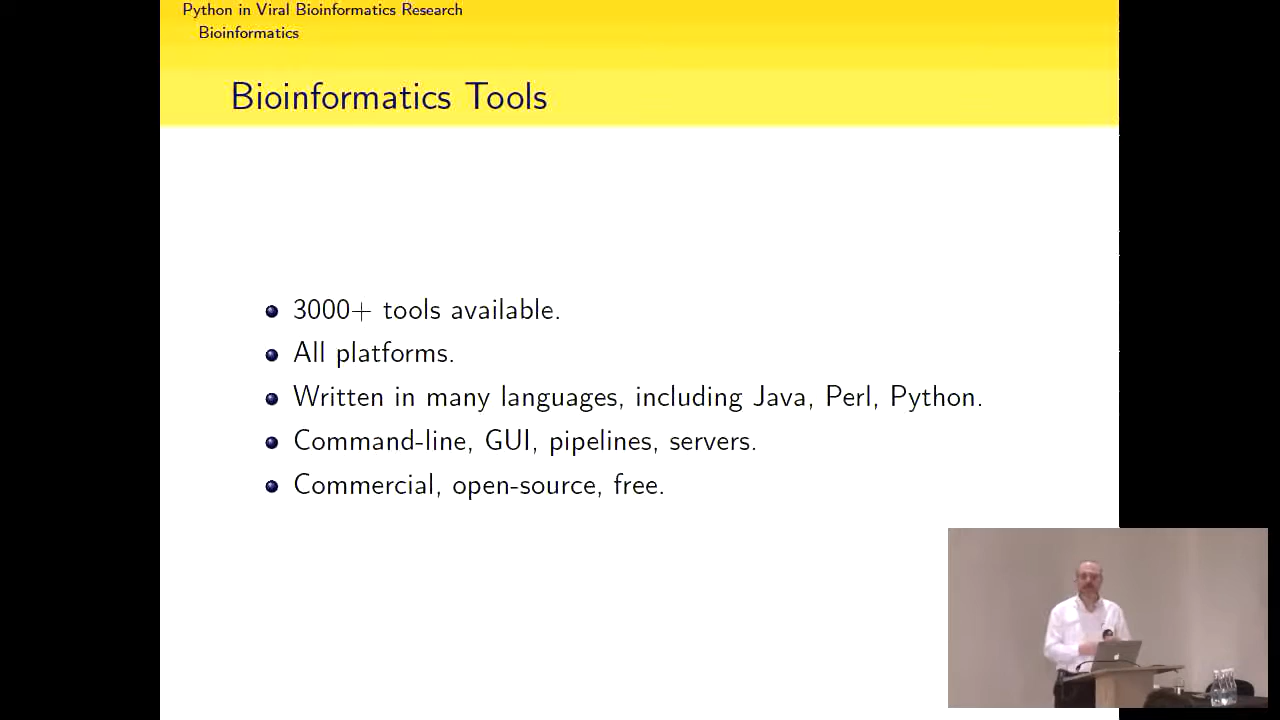 Python in Viral Bioinformatics Research
Bioinformatics
Bioinformatics Tools
3000+ tools available.
All platforms.
Written in many languages, including Java, Perl, Python.
Command-line, GUI, pipelines, servers.
Commercial, open-source, free.